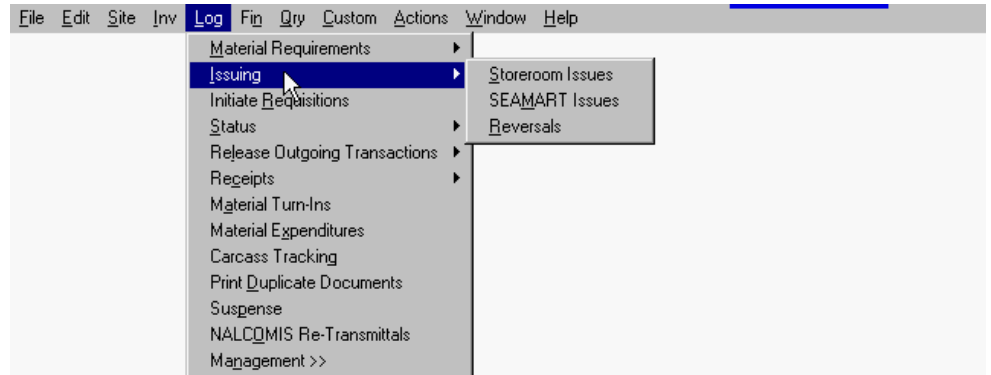 File Edit Site Inv Log Fin Qry Custom Actions Window Help
Material Requirements
Issuing
Initiate Requisitions
Status
Release Outgoing Transactions
Receipts
Material Turn-Ins
Material Expenditures
Carcass Tracking
Print Duplicate Documents
Suspense
NALCOMIS Re-Transmittals
Management >>
Storeroom Issues
SEAMART Issues
Reversals